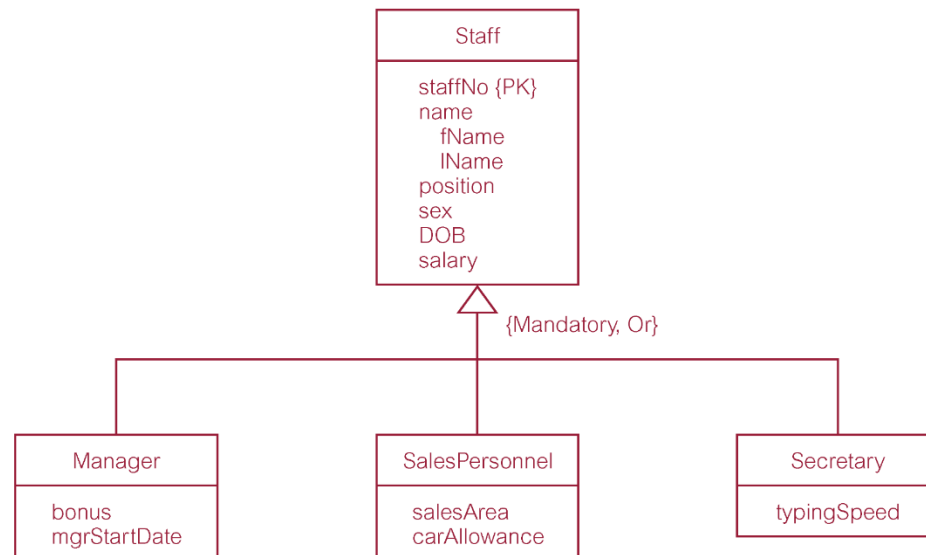 Staff
staffNo {PK}
name
fName
lName
position
sex
DOB
salary
{Mandatory, Or}
Manager
bonus
mgrStartDate
SalesPersonnel
salesArea
carAllowance
Secretary
typingSpeed